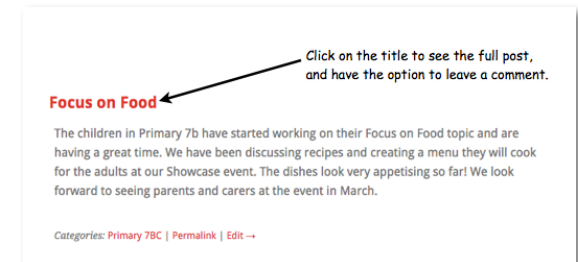 Click on the title to see the full post,
and have the option to leave a comment.
Focus on Food
The children in Primary 7b have started working on their Focus on Food topic and are
having a great time. We have been discussing recipes and creating a menu they will cook
for the adults at our Showcase event. The dishes look very appetising so far! We look
forward to seeing parents and carers at the event in March.
Categories: Primary 7BC | Permalink | Edit →